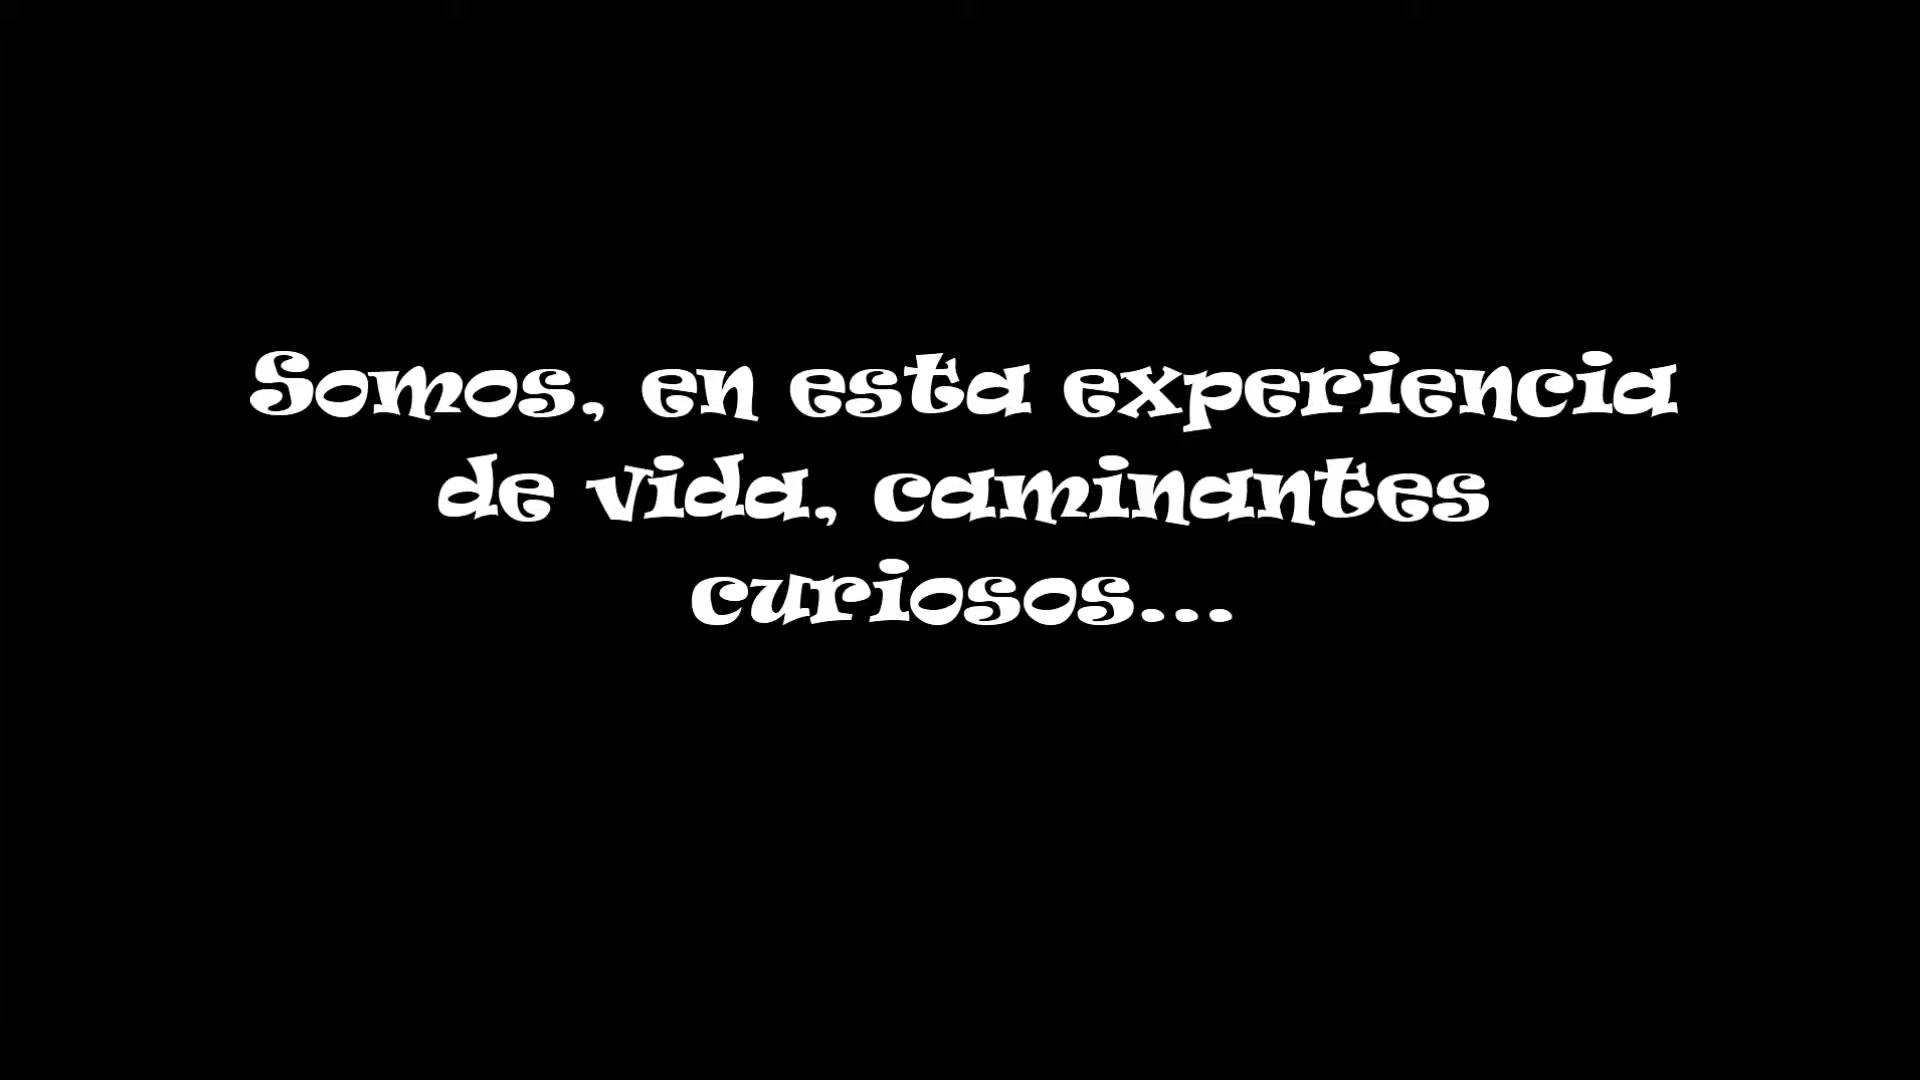 Somos, en esta experiencia
de vida, caminantes
curiosos...